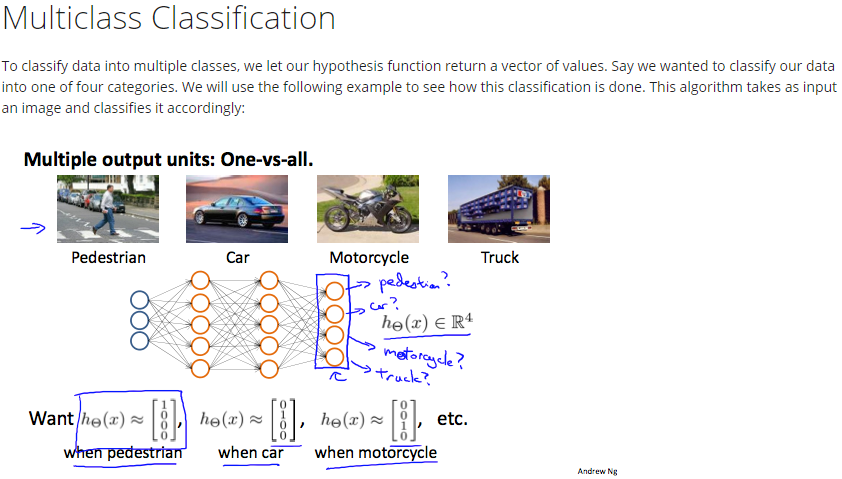 Multiclass Classification
To classify data into multiple classes, we let our hypothesis function return a vector of values. Say we wanted to classify our data
into one of four categories. We will use the following example to see how this classification is done. This algorithm takes as input
an image and classifies it accordingly:
Multiple output units: One-vs-all.
Pedestrian Car Motorcycle Truck
pedestrian?
car?
hΘ(x) ∈ ℝ⁴
motorcycle?
truck?
Want hΘ(x) ≈ [1 0 0 0], hΘ(x) ≈ [0 1 0 0], hΘ(x) ≈ [0 0 1 0], etc.
when pedestrian when car when motorcycle
Andrew Ng